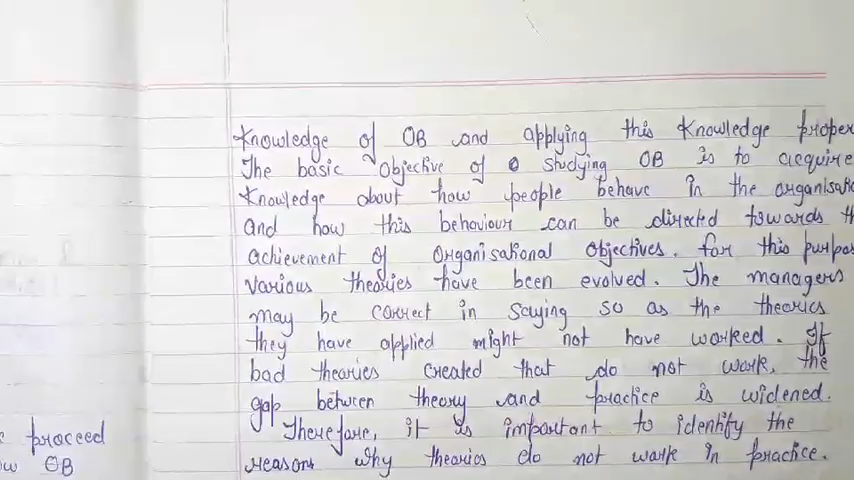 Knowledge of OB and applying this knowledge proper
The basic objective of studying OB is to acquire
knowledge about how people behave in the organisatio
and how this behaviour can be directed towards th
achievement of organisational objectives. for this purpos
various theories have been evolved. The managers
may be correct in saying so as the theories
they have applied might not have worked. If
bad theories created that do not work, the
gap between theory and practice is widened.
Therefore, it is important to identify the
reasons why theories do not work in practice.
proceed
OB